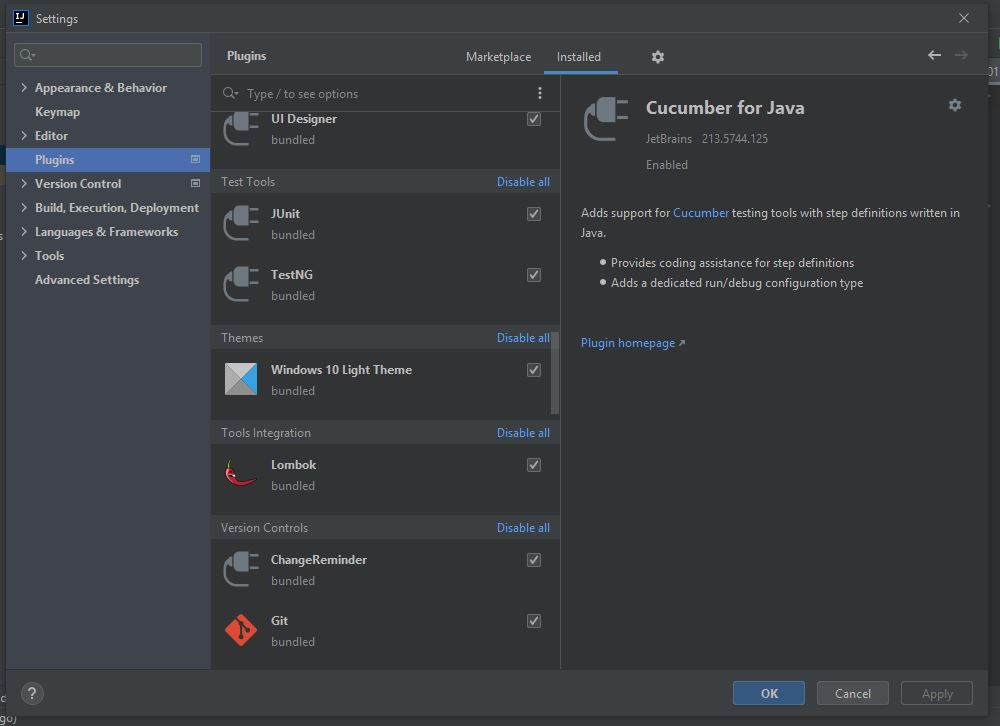 Settings
Plugins
Marketplace
Installed
Appearance & Behavior
Keymap
Editor
Plugins
Version Control
Build, Execution, Deployment
Languages & Frameworks
Tools
Advanced Settings
Type / to see options
UI Designer
bundled
Test Tools Disable all
JUnit
bundled
TestNG
bundled
Themes Disable all
Windows 10 Light Theme
bundled
Tools Integration Disable all
Lombok
bundled
Version Controls Disable all
ChangeReminder
bundled
Git
bundled
Cucumber for Java
JetBrains 213.5744.125
Enabled
Adds support for Cucumber testing tools with step definitions written in
Java.
Provides coding assistance for step definitions
Adds a dedicated run/debug configuration type
Plugin homepage
?
OK
Cancel
Apply